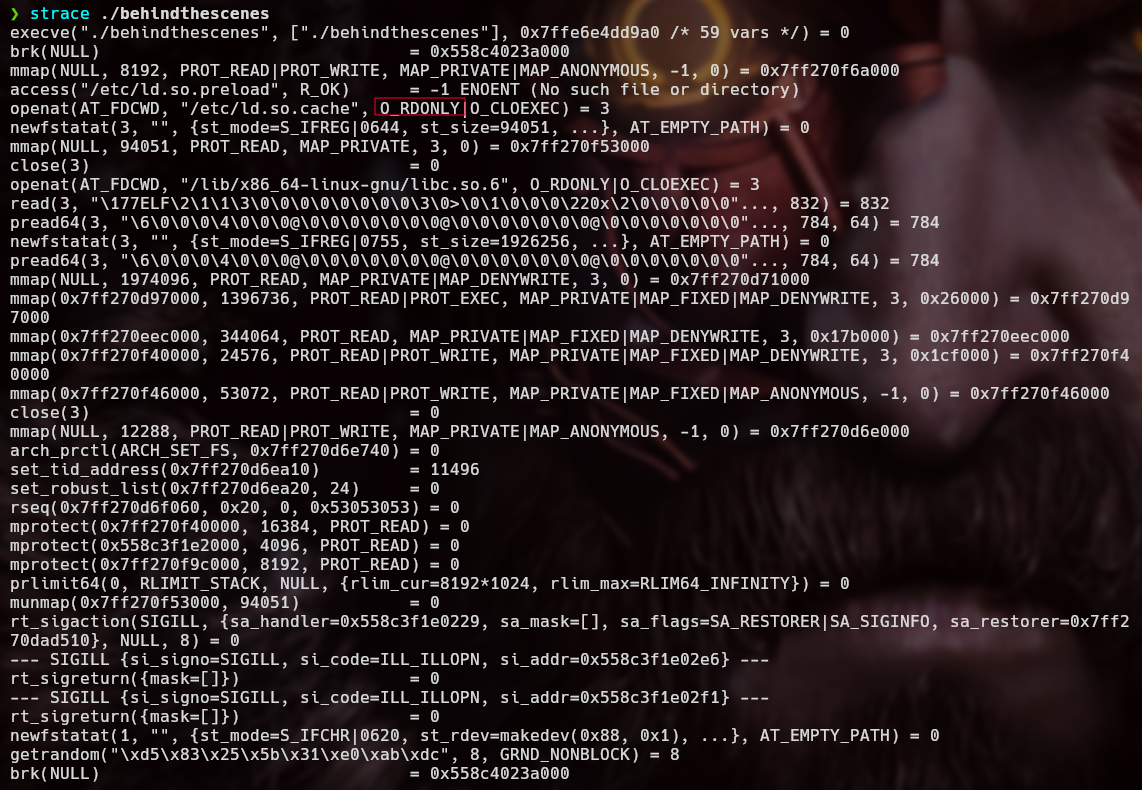 ❯ strace ./behindthescenes
execve("./behindthescenes", ["./behindthescenes"], 0x7ffe6e4dd9a0 /* 59 vars */) = 0
brk(NULL)                               = 0x558c4023a000
mmap(NULL, 8192, PROT_READ|PROT_WRITE, MAP_PRIVATE|MAP_ANONYMOUS, -1, 0) = 0x7ff270f6a000
access("/etc/ld.so.preload", R_OK)      = -1 ENOENT (No such file or directory)
openat(AT_FDCWD, "/etc/ld.so.cache", O_RDONLY|O_CLOEXEC) = 3
newfstatat(3, "", {st_mode=S_IFREG|0644, st_size=94051, ...}, AT_EMPTY_PATH) = 0
mmap(NULL, 94051, PROT_READ, MAP_PRIVATE, 3, 0) = 0x7ff270f53000
close(3)                                = 0
openat(AT_FDCWD, "/lib/x86_64-linux-gnu/libc.so.6", O_RDONLY|O_CLOEXEC) = 3
read(3, "\177ELF\2\1\1\3\0\0\0\0\0\0\0\0\3\0>\0\1\0\0\0\220x\2\0\0\0\0\0"..., 832) = 832
pread64(3, "\6\0\0\0\4\0\0\0@\0\0\0\0\0\0\0@\0\0\0\0\0\0\0@\0\0\0\0\0\0\0"..., 784, 64) = 784
newfstatat(3, "", {st_mode=S_IFREG|0755, st_size=1926256, ...}, AT_EMPTY_PATH) = 0
pread64(3, "\6\0\0\0\4\0\0\0@\0\0\0\0\0\0\0@\0\0\0\0\0\0\0@\0\0\0\0\0\0\0"..., 784, 64) = 784
mmap(NULL, 1974096, PROT_READ, MAP_PRIVATE|MAP_DENYWRITE, 3, 0) = 0x7ff270d71000
mmap(0x7ff270d97000, 1396736, PROT_READ|PROT_EXEC, MAP_PRIVATE|MAP_FIXED|MAP_DENYWRITE, 3, 0x26000) = 0x7ff270d9
7000
mmap(0x7ff270eec000, 344064, PROT_READ, MAP_PRIVATE|MAP_FIXED|MAP_DENYWRITE, 3, 0x17b000) = 0x7ff270eec000
mmap(0x7ff270f40000, 24576, PROT_READ|PROT_WRITE, MAP_PRIVATE|MAP_FIXED|MAP_DENYWRITE, 3, 0x1cf000) = 0x7ff270f4
0000
mmap(0x7ff270f46000, 53072, PROT_READ|PROT_WRITE, MAP_PRIVATE|MAP_FIXED|MAP_ANONYMOUS, -1, 0) = 0x7ff270f46000
close(3)                                = 0
mmap(NULL, 12288, PROT_READ|PROT_WRITE, MAP_PRIVATE|MAP_ANONYMOUS, -1, 0) = 0x7ff270d6e000
arch_prctl(ARCH_SET_FS, 0x7ff270d6e740) = 0
set_tid_address(0x7ff270d6ea10)         = 11496
set_robust_list(0x7ff270d6ea20, 24)     = 0
rseq(0x7ff270d6f060, 0x20, 0, 0x53053053) = 0
mprotect(0x7ff270f40000, 16384, PROT_READ) = 0
mprotect(0x558c3f1e2000, 4096, PROT_READ) = 0
mprotect(0x7ff270f9c000, 8192, PROT_READ) = 0
prlimit64(0, RLIMIT_STACK, NULL, {rlim_cur=8192*1024, rlim_max=RLIM64_INFINITY}) = 0
munmap(0x7ff270f53000, 94051)           = 0
rt_sigaction(SIGILL, {sa_handler=0x558c3f1e0229, sa_mask=[], sa_flags=SA_RESTORER|SA_SIGINFO, sa_restorer=0x7ff2
70dad510}, NULL, 8) = 0
--- SIGILL {si_signo=SIGILL, si_code=ILL_ILLOPN, si_addr=0x558c3f1e02e6} ---
rt_sigreturn({mask=[]})                 = 0
--- SIGILL {si_signo=SIGILL, si_code=ILL_ILLOPN, si_addr=0x558c3f1e02f1} ---
rt_sigreturn({mask=[]})                 = 0
newfstatat(1, "", {st_mode=S_IFCHR|0620, st_rdev=makedev(0x88, 0x1), ...}, AT_EMPTY_PATH) = 0
getrandom("\xd5\x83\x25\x5b\x31\xe0\xab\xdc", 8, GRND_NONBLOCK) = 8
brk(NULL)                               = 0x558c4023a000